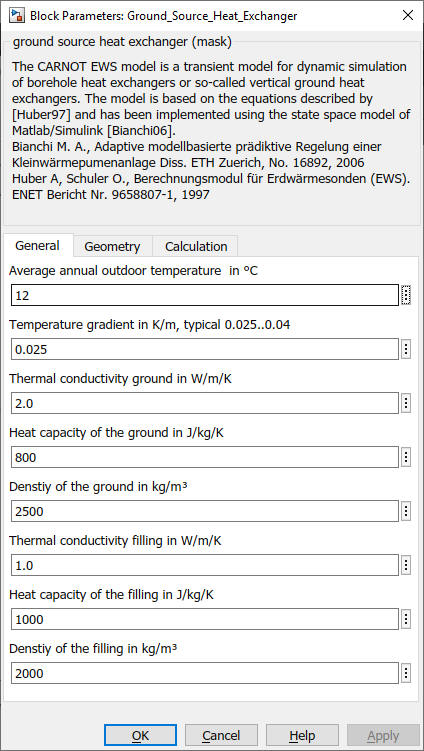 Block Parameters: Ground_Source_Heat_Exchanger
ground source heat exchanger (mask)
The CARNOT EWS model is a transient model for dynamic simulation
of borehole heat exchangers or so-called vertical ground heat
exchangers. The model is based on the equations described by
[Huber97] and has been implemented using the state space model of
Matlab/Simulink [Bianchi06].
Bianchi M. A., Adaptive modellbasierte prädiktive Regelung einer
Kleinwärmepumenanlage Diss. ETH Zuerich, No. 16892, 2006
Huber A, Schuler O., Berechnungsmodul für Erdwärmesonden (EWS).
ENET Bericht Nr. 9658807-1, 1997
General Geometry Calculation
Average annual outdoor temperature  in ºC
12
Temperature gradient in K/m, typical 0.025..0.04
0.025
Thermal conductivity ground in W/m/K
2.0
Heat capacity of the ground in J/kg/K
800
Denstiy of the ground in kg/m³
2500
Thermal conductivity filling in W/m/K
1.0
Heat capacity of the filling in J/kg/K
1000
Denstiy of the filling in kg/m³
2000
OK Cancel Help Apply